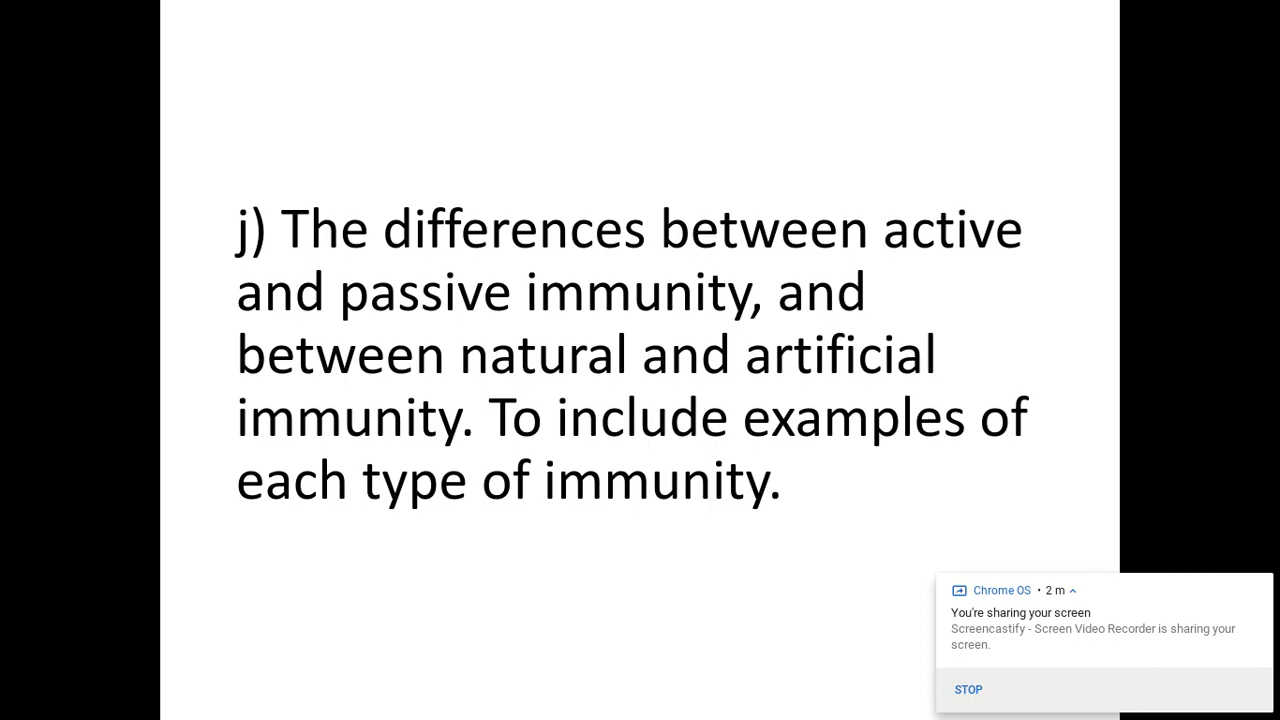 j) The differences between active
and passive immunity, and
between natural and artificial
immunity. To include examples of
each type of immunity.
Chrome OS • 2 m
You're sharing your screen
Screencastify - Screen Video Recorder is sharing your
screen.
STOP